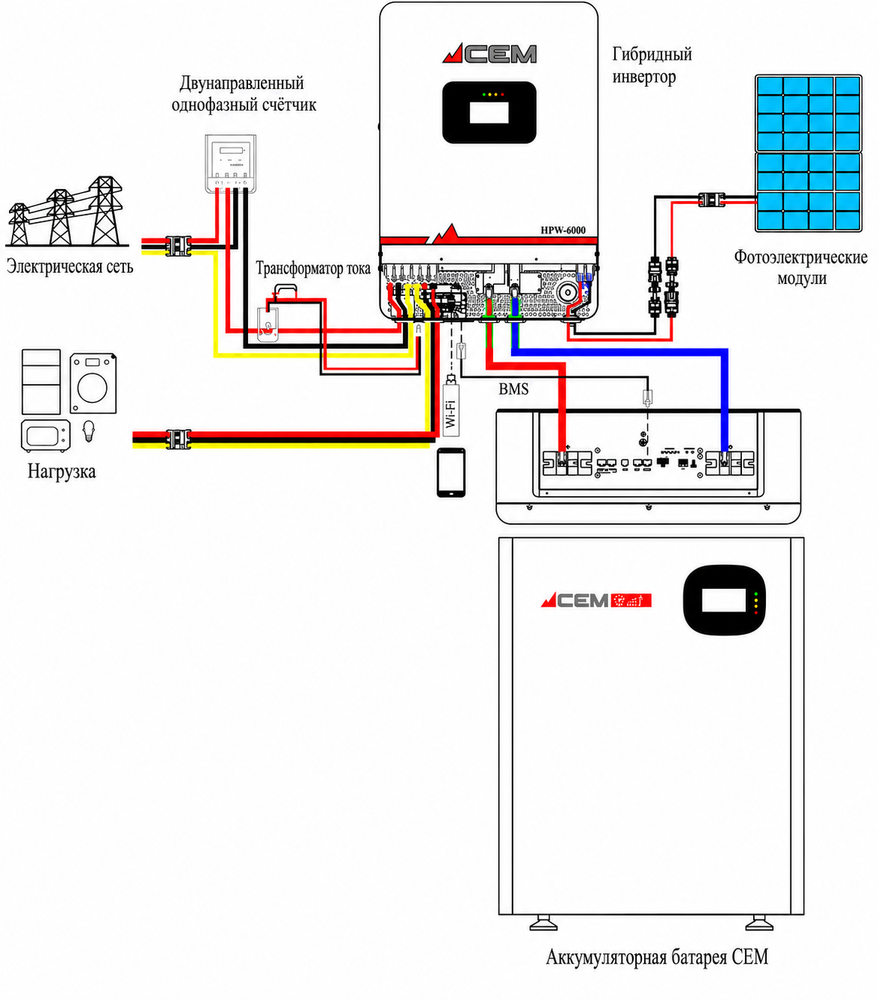 CEM
Гибридный
инвертор
Двунаправленный
однофазный счётчик
HPW-6000
Электрическая сеть
Трансформатор тока
Фотоэлектрические
модули
BMS
Wi-Fi
Нагрузка
CEM
Аккумуляторная батарея CEM